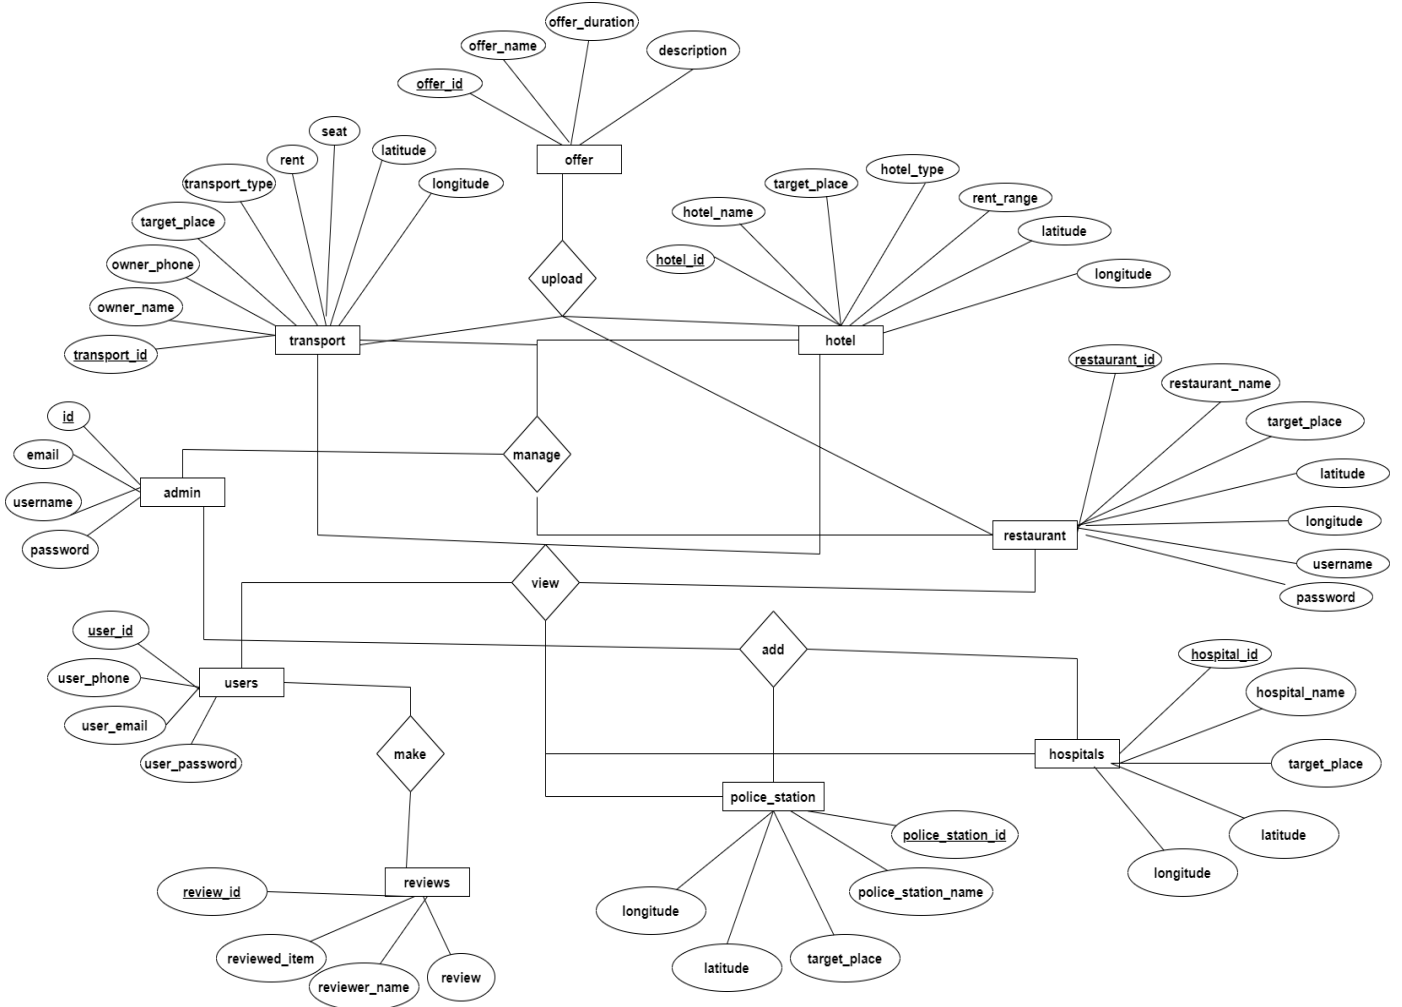 offer_duration
offer_name
description
offer_id
seat
latitude
rent
offer
transport_type
longitude
hotel_type
target_place
rent_range
target_place
hotel_name
latitude
owner_phone
hotel_id
longitude
upload
owner_name
transport
hotel
transport_id
restaurant_id
restaurant_name
id
target_place
email
manage
latitude
admin
username
longitude
restaurant
password
username
view
password
user_id
add
hospital_id
user_phone
users
hospital_name
user_email
make
hospitals
user_password
target_place
police_station
police_station_id
latitude
longitude
reviews
review_id
police_station_name
longitude
reviewed_item
target_place
latitude
review
reviewer_name